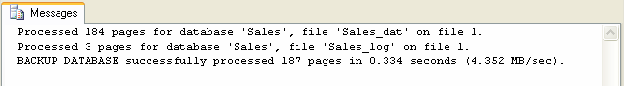 Messages
Processed 184 pages for database 'Sales', file 'Sales_dat' on file 1.
Processed 3 pages for database 'Sales', file 'Sales_log' on file 1.
BACKUP DATABASE successfully processed 187 pages in 0.334 seconds (4.352 MB/sec).